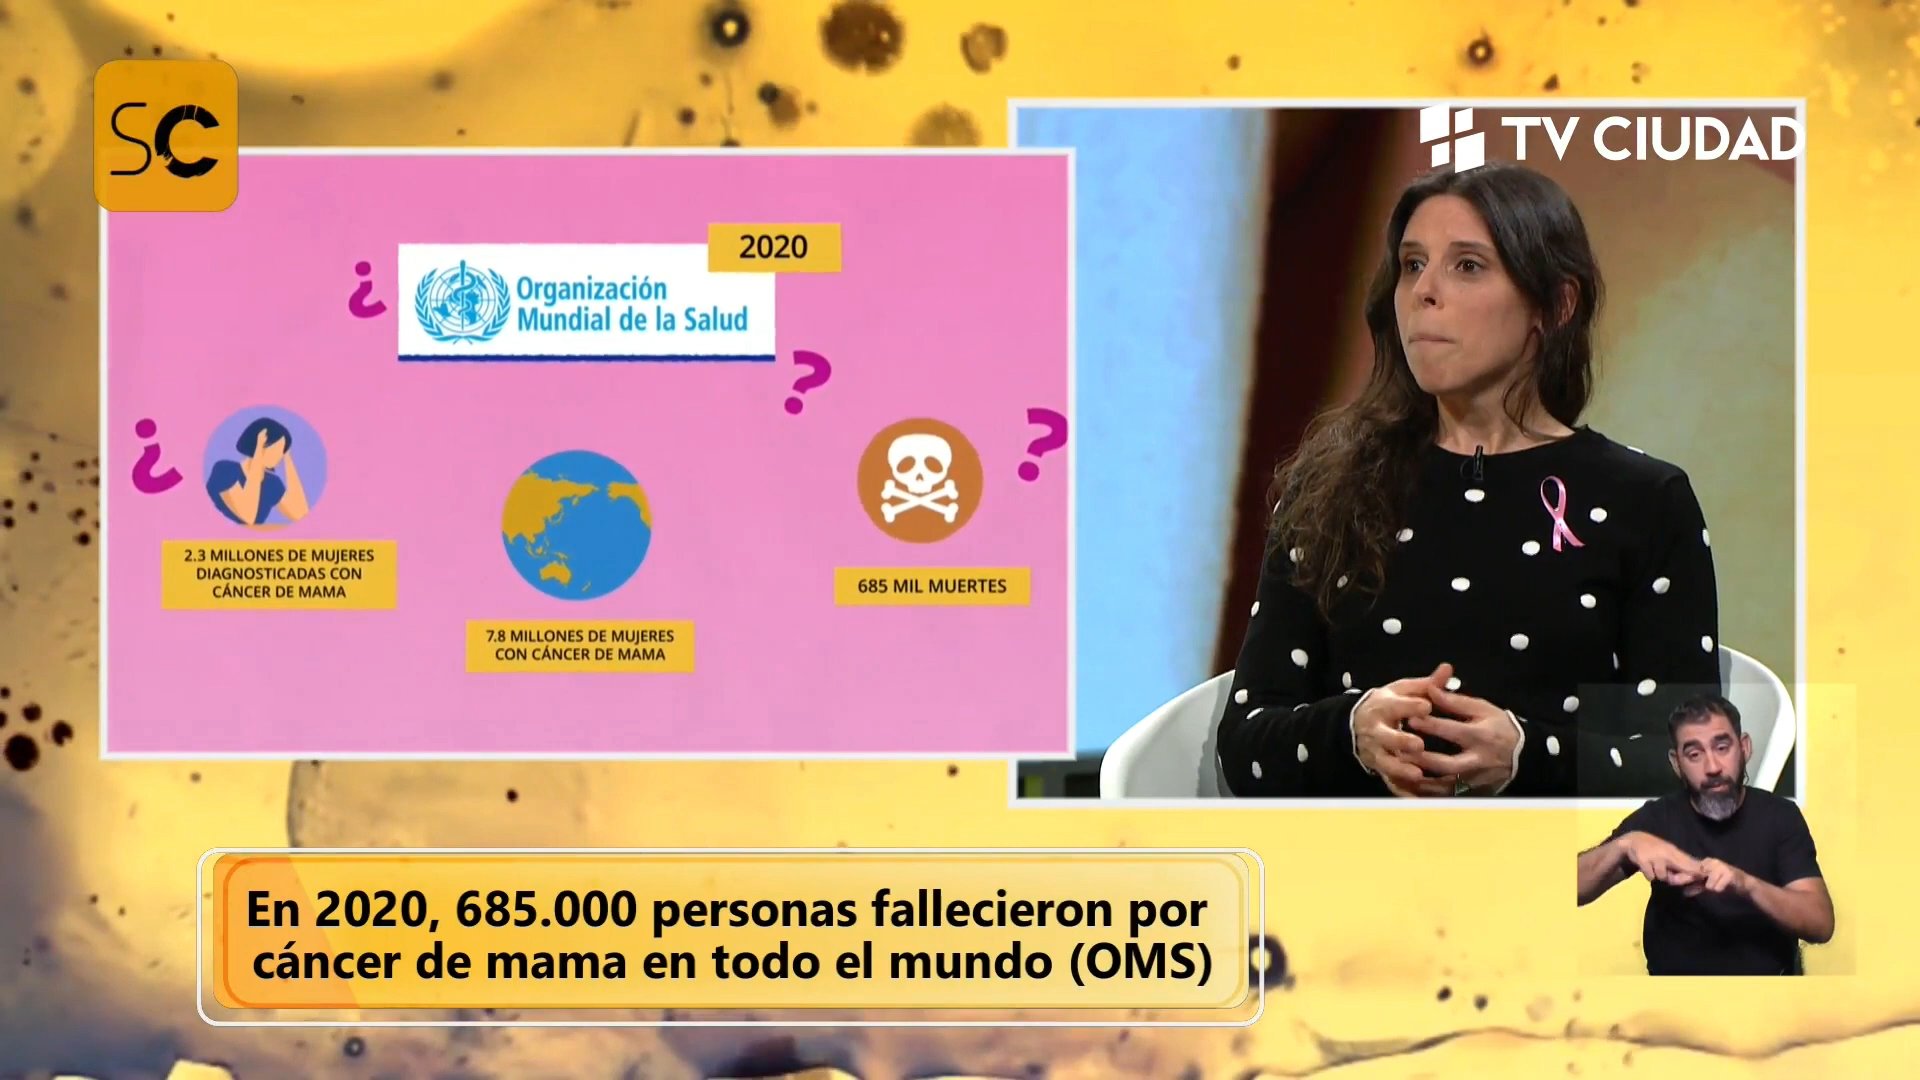 SC
TV CIUDAD
2020
Organización
Mundial de la Salud
¿
?
¿
?
2.3 MILLONES DE MUJERES
DIAGNOSTICADAS CON
CÁNCER DE MAMA
7.8 MILLONES DE MUJERES
CON CÁNCER DE MAMA
685 MIL MUERTES
En 2020, 685.000 personas fallecieron por
cáncer de mama en todo el mundo (OMS)